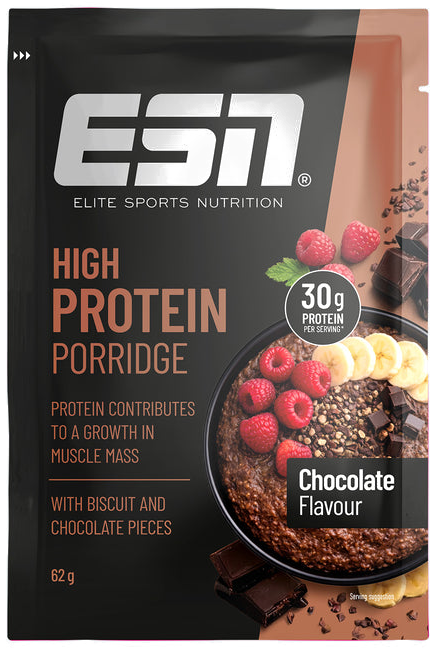 ESN®
ELITE SPORTS NUTRITION
HIGH
PROTEIN
PORRIDGE
30g
PROTEIN
PER SERVING*
PROTEIN CONTRIBUTES
TO A GROWTH IN
MUSCLE MASS
WITH BISCUIT AND
CHOCOLATE PIECES
Chocolate
Flavour
62 g
Serving suggestion.